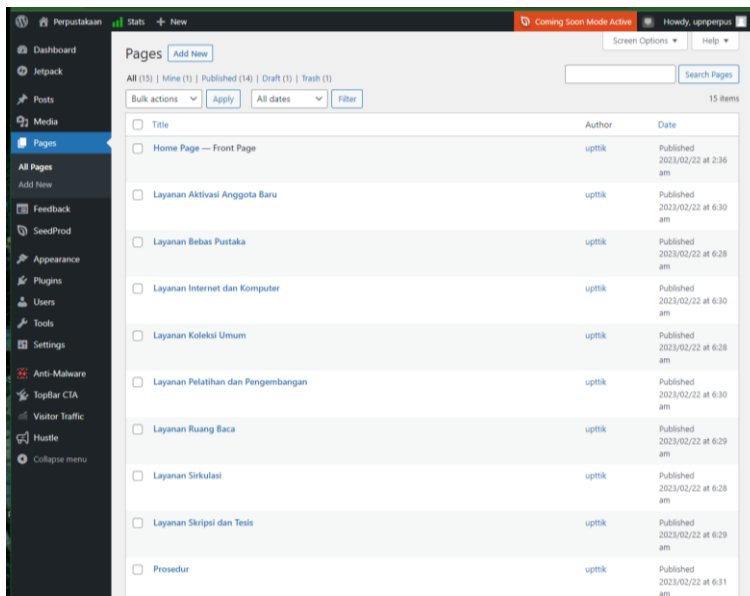 Perpustakaan Stats + New Coming Soon Mode Active Howdy, upnperpus
Screen Options ▼ Help ▼
Dashboard
Jetpack
Posts
Media
Pages
All Pages
Add New
Feedback
SeedProd
Appearance
Plugins
Users
Tools
Settings
Anti-Malware
TopBar CTA
Visitor Traffic
Hustle
Collapse menu
Pages Add New
All (15) | Mine (1) | Published (14) | Draft (1) | Trash (1)
Search Pages
Bulk actions Apply All dates Filter 15 items
Title Author Date
Home Page — Front Page upttik Published
2023/02/22 at 2:36
am
Layanan Aktivasi Anggota Baru upttik Published
2023/02/22 at 6:30
am
Layanan Bebas Pustaka upttik Published
2023/02/22 at 6:28
am
Layanan Internet dan Komputer upttik Published
2023/02/22 at 6:30
am
Layanan Koleksi Umum upttik Published
2023/02/22 at 6:28
am
Layanan Pelatihan dan Pengembangan upttik Published
2023/02/22 at 6:30
am
Layanan Ruang Baca upttik Published
2023/02/22 at 6:29
am
Layanan Sirkulasi upttik Published
2023/02/22 at 6:28
am
Layanan Skripsi dan Tesis upttik Published
2023/02/22 at 6:29
am
Prosedur upttik Published
2023/02/22 at 6:31
am